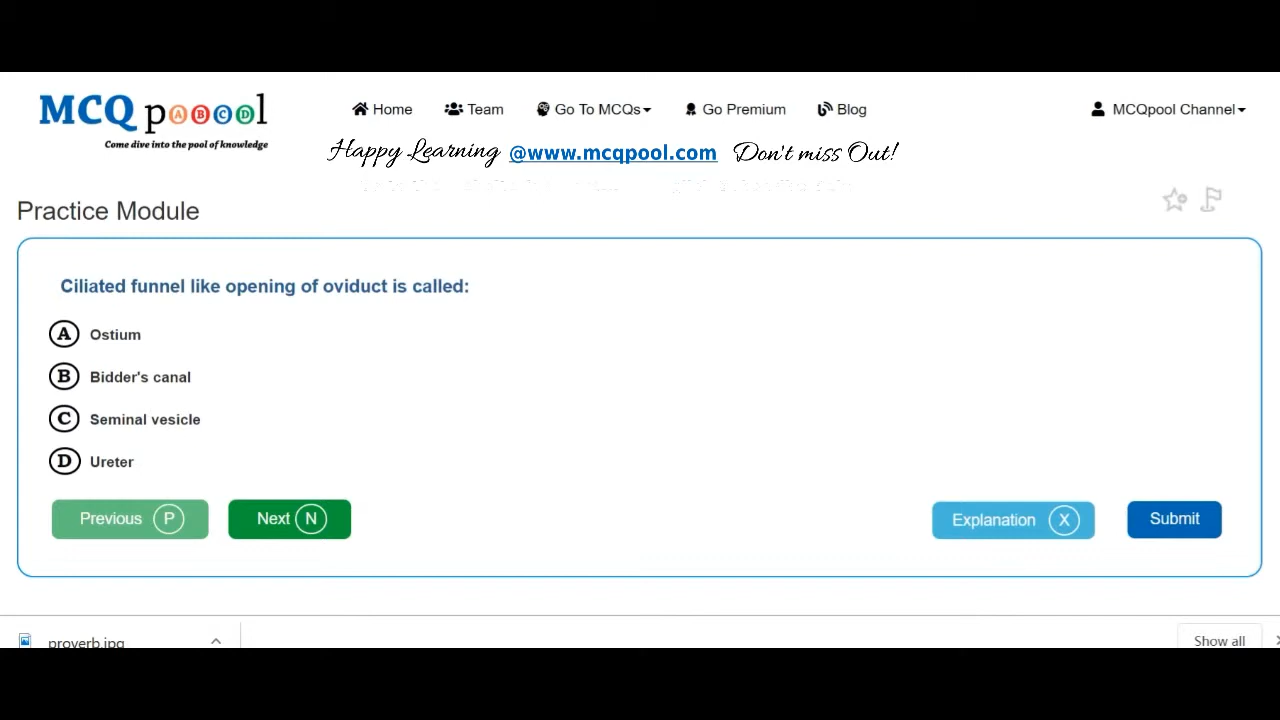 MCQ pABCDl
Come dive into the pool of knowledge
Home Team Go To MCQs Go Premium Blog MCQpool Channel
Happy Learning @www.mcqpool.com Don't miss Out!
Practice Module
Ciliated funnel like opening of oviduct is called:
A Ostium
B Bidder's canal
C Seminal vesicle
D Ureter
Previous P Next N Explanation X Submit
proverb.jpg Show all